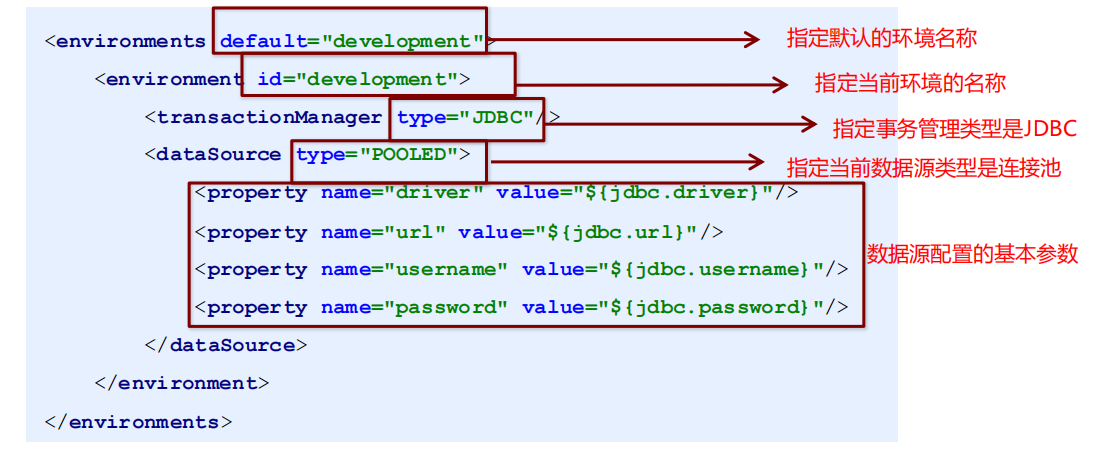 <environments default="development">
指定默认的环境名称
<environment id="development">
指定当前环境的名称
<transactionManager type="JDBC"/>
指定事务管理类型是JDBC
<dataSource type="POOLED">
指定当前数据源类型是连接池
<property name="driver" value="${jdbc.driver}"/>
<property name="url" value="${jdbc.url}"/>
<property name="username" value="${jdbc.username}"/>
<property name="password" value="${jdbc.password}"/>
数据源配置的基本参数
</dataSource>
</environment>
</environments>